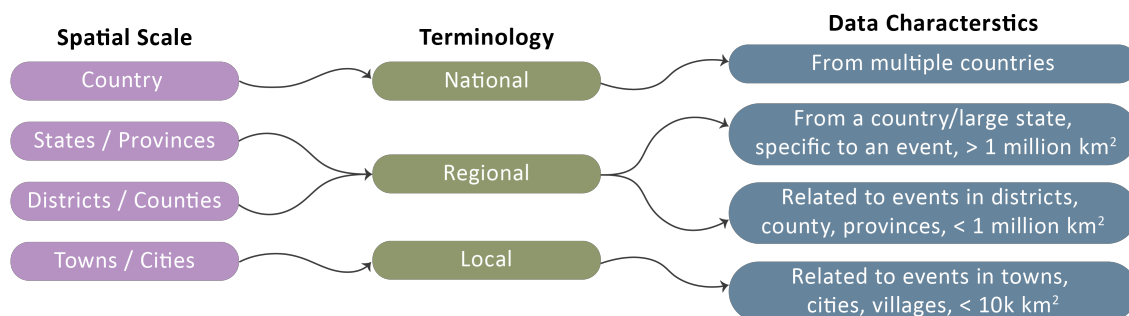 Spatial Scale
Country
States / Provinces
Districts / Counties
Towns / Cities
Terminology
National
Regional
Local
Data Characterstics
From multiple countries
From a country/large state,
specific to an event, > 1 million km²
Related to events in districts,
county, provinces, < 1 million km²
Related to events in towns,
cities, villages, < 10k km²